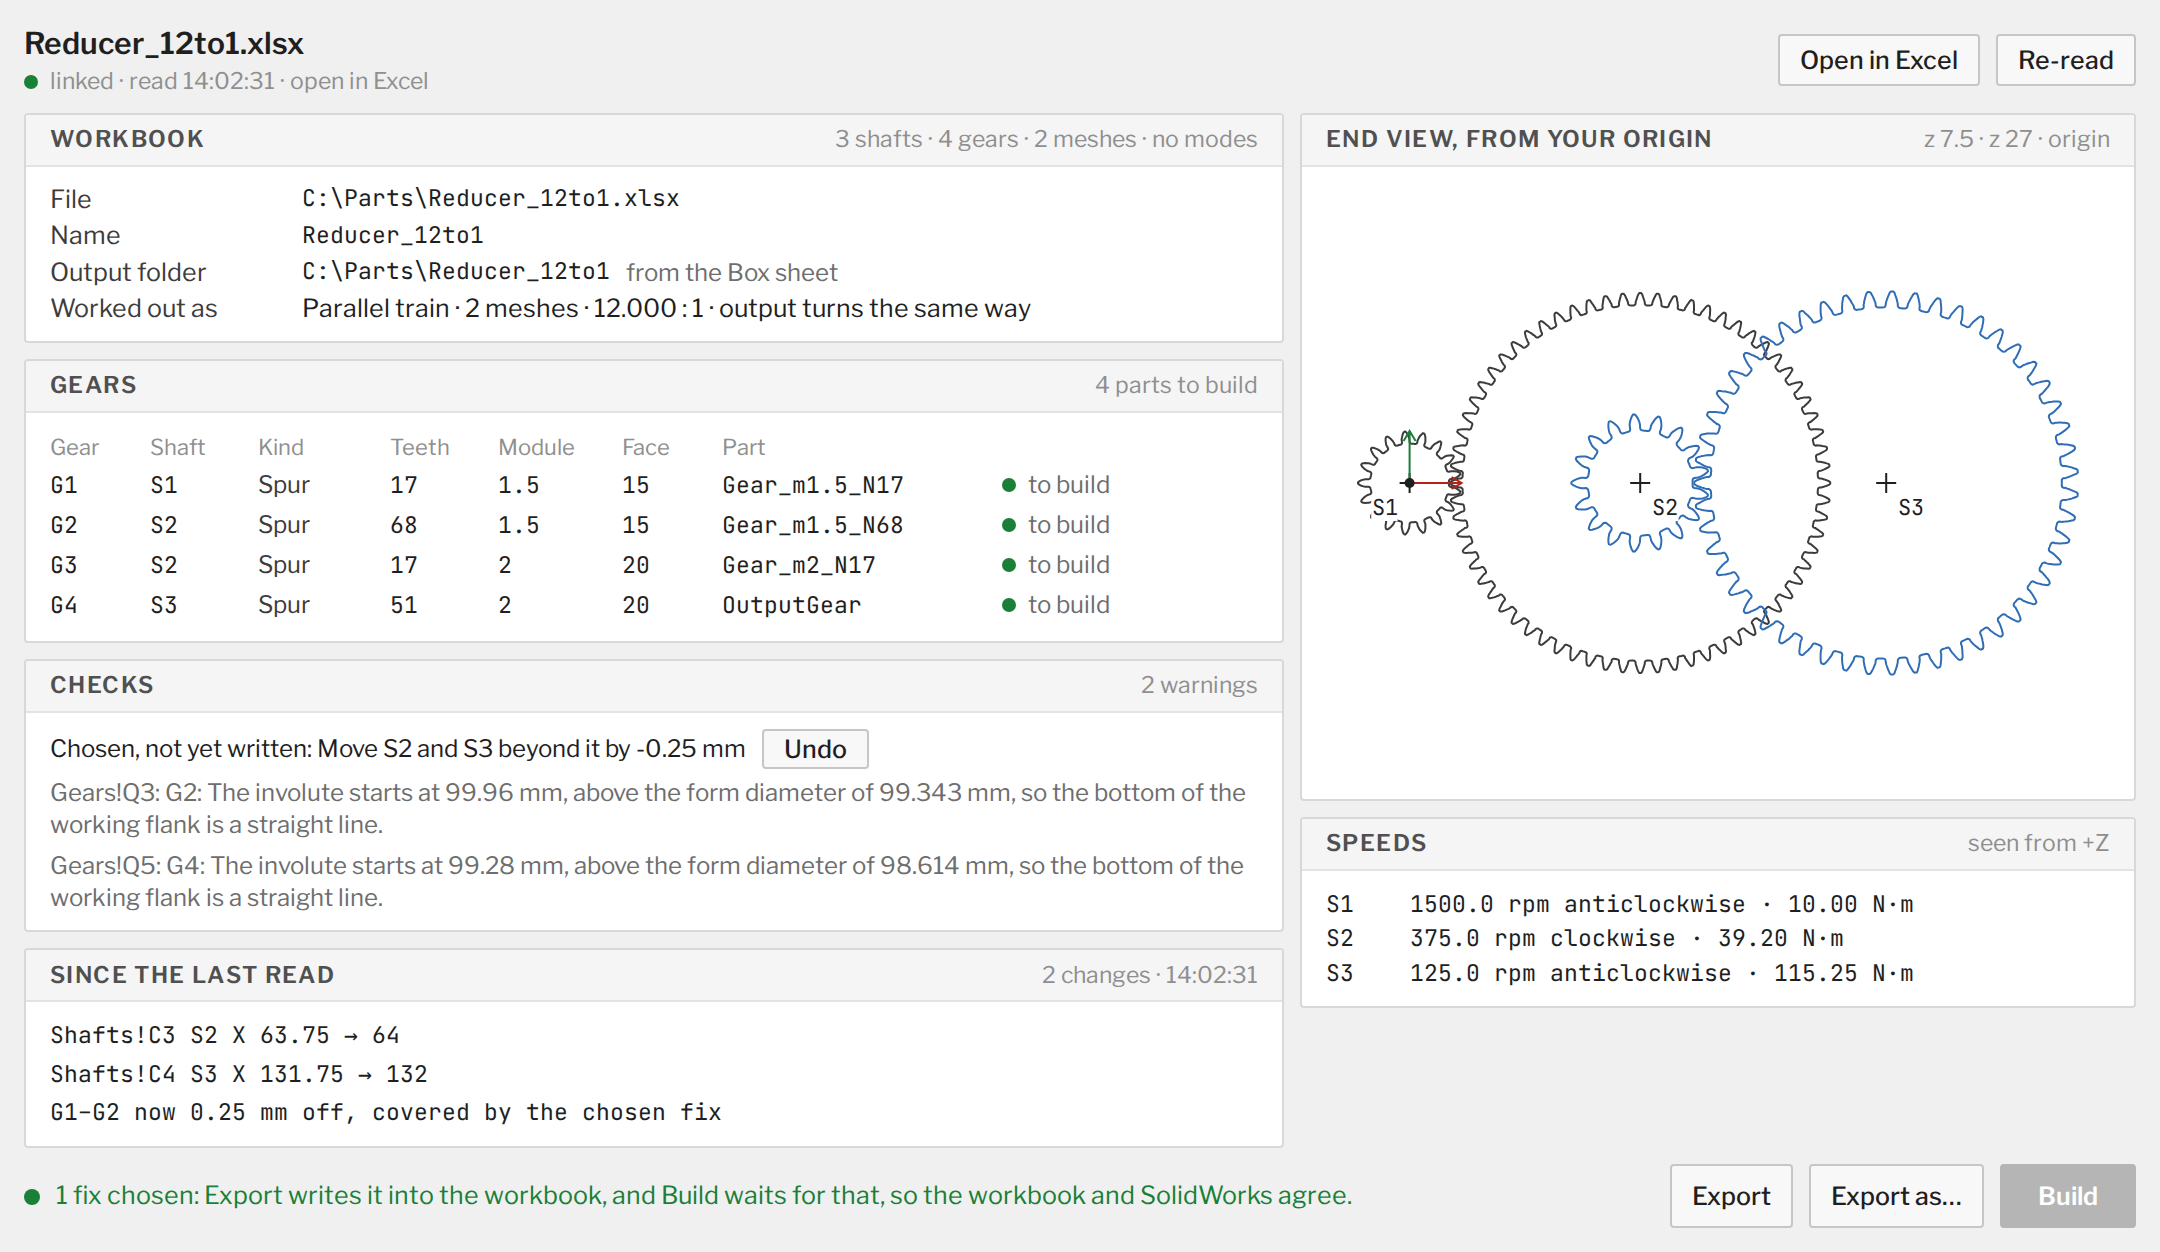 Reducer_12to1.xlsx
linked · read 14:02:31 · open in Excel
Open in Excel
Re-read
WORKBOOK
3 shafts · 4 gears · 2 meshes · no modes
File C:\Parts\Reducer_12to1.xlsx
Name Reducer_12to1
Output folder C:\Parts\Reducer_12to1 from the Box sheet
Worked out as Parallel train · 2 meshes · 12.000 : 1 · output turns the same way
GEARS
4 parts to build
Gear Shaft Kind Teeth Module Face Part
G1 S1 Spur 17 1.5 15 Gear_m1.5_N17 to build
G2 S2 Spur 68 1.5 15 Gear_m1.5_N68 to build
G3 S2 Spur 17 2 20 Gear_m2_N17 to build
G4 S3 Spur 51 2 20 OutputGear to build
CHECKS
2 warnings
Chosen, not yet written: Move S2 and S3 beyond it by -0.25 mm
Undo
Gears!Q3: G2: The involute starts at 99.96 mm, above the form diameter of 99.343 mm, so the bottom of the
working flank is a straight line.
Gears!Q5: G4: The involute starts at 99.28 mm, above the form diameter of 98.614 mm, so the bottom of the
working flank is a straight line.
SINCE THE LAST READ
2 changes · 14:02:31
Shafts!C3 S2 X 63.75 → 64
Shafts!C4 S3 X 131.75 → 132
G1–G2 now 0.25 mm off, covered by the chosen fix
END VIEW, FROM YOUR ORIGIN
z 7.5 · z 27 · origin
S1
S2
S3
SPEEDS
seen from +Z
S1 1500.0 rpm anticlockwise · 10.00 N·m
S2 375.0 rpm clockwise · 39.20 N·m
S3 125.0 rpm anticlockwise · 115.25 N·m
1 fix chosen: Export writes it into the workbook, and Build waits for that, so the workbook and SolidWorks agree.
Export
Export as...
Build